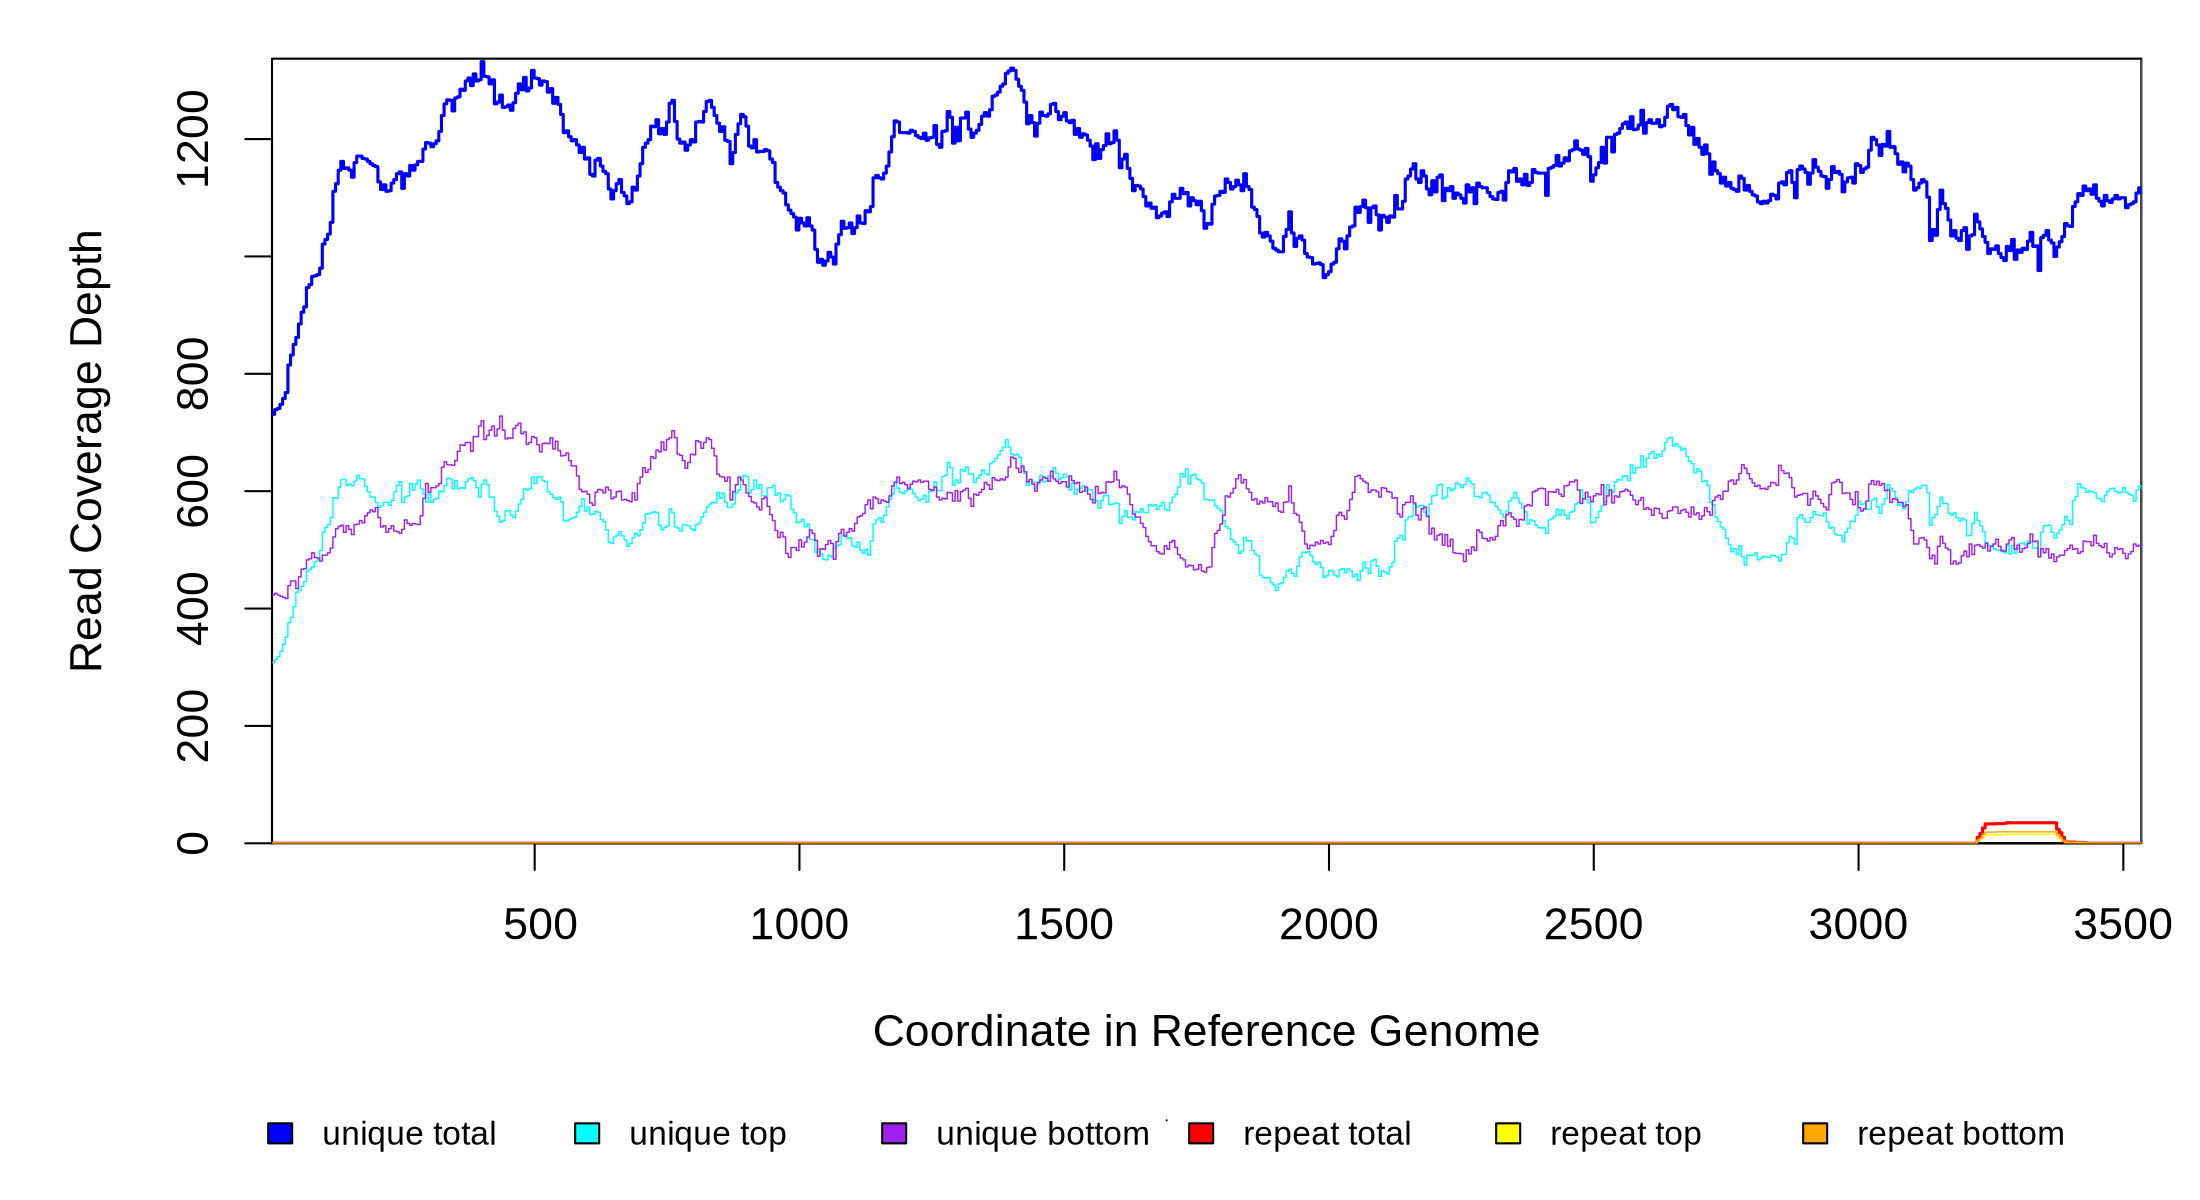 Read Coverage Depth
1200
800
600
400
200
0
500 1000 1500 2000 2500 3000 3500
Coordinate in Reference Genome
unique total unique top unique bottom repeat total repeat top repeat bottom